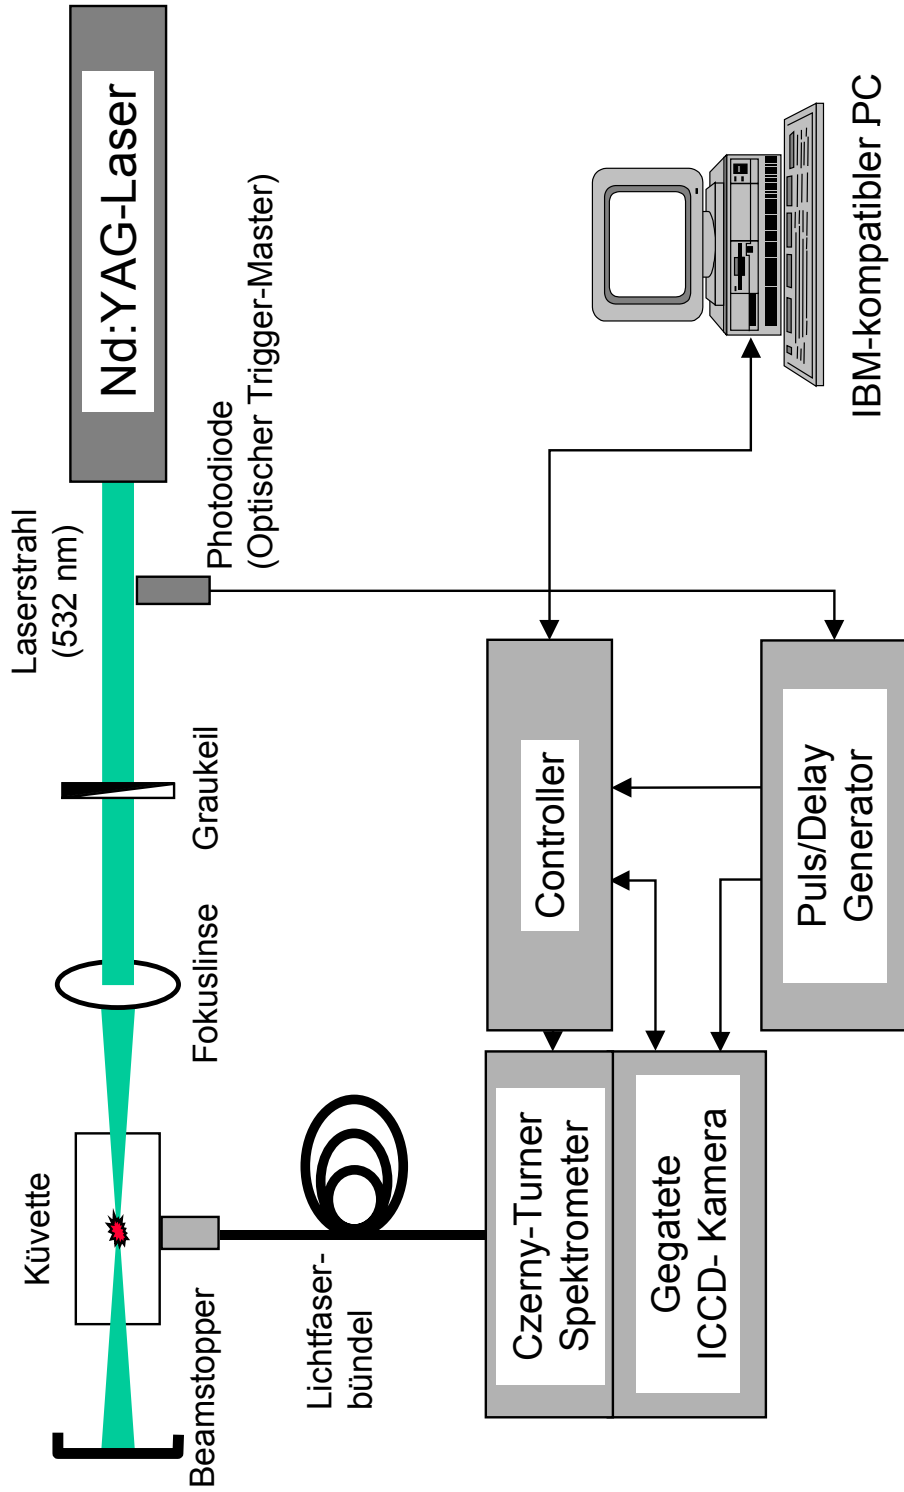 Nd:YAG-Laser
Laserstrahl
(532 nm)
Photodiode
(Optischer Trigger-Master)
Graukeil
Fokuslinse
Küvette
Beamstopper
Lichtfaser-
bündel
IBM-kompatibler PC
Controller
Puls/Delay
Generator
Czerny-Turner
Spektrometer
Gegatete
ICCD- Kamera